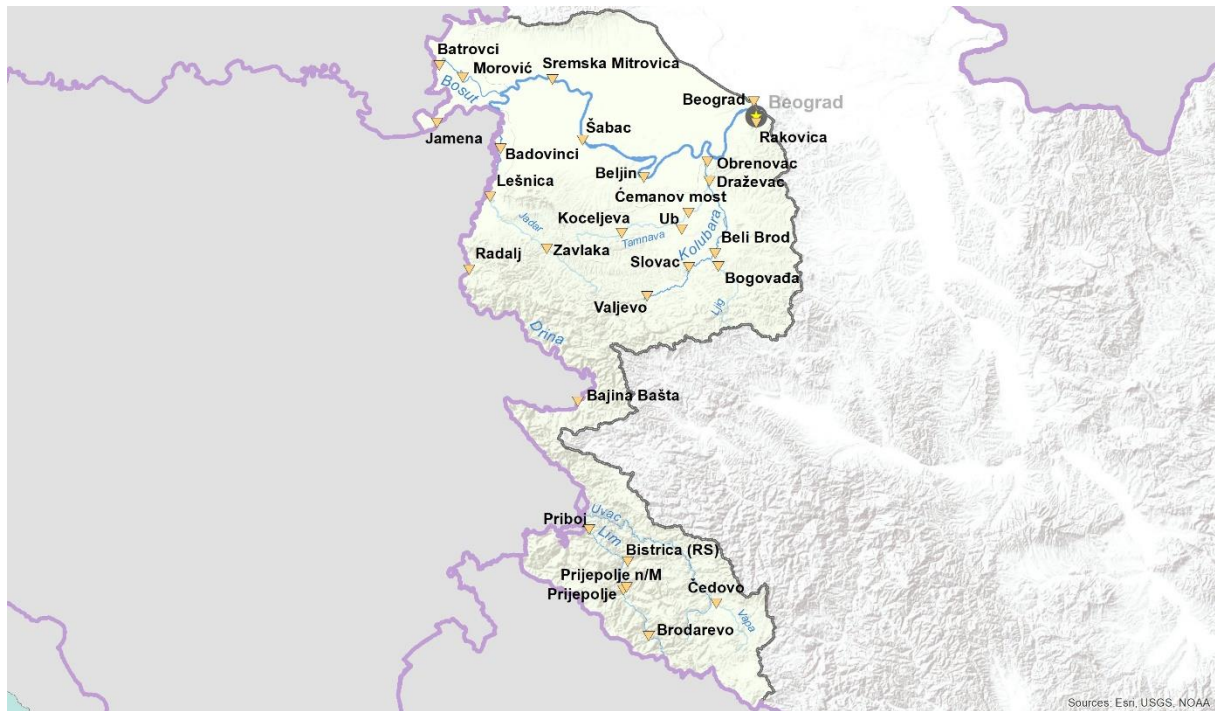 Batrovci
Morović
Sremska Mitrovica
Bosut
Beograd
Beograd
Jamena
Šabac
Rakovica
Badovinci
Obrenovac
Beljin
Draževac
Lešnica
Ćemanov most
Jadar
Koceljeva
Ub
Kolubara
Tamnava
Beli Brod
Zavlaka
Radalj
Slovac
Bogovađa
Valjevo
Ljig
Drina
Bajina Bašta
Uvac
Priboj
Lim
Bistrica (RS)
Prijepolje n/M
Čedovo
Prijepolje
Vapa
Brodarevo
Sources: Esri, USGS, NOAA